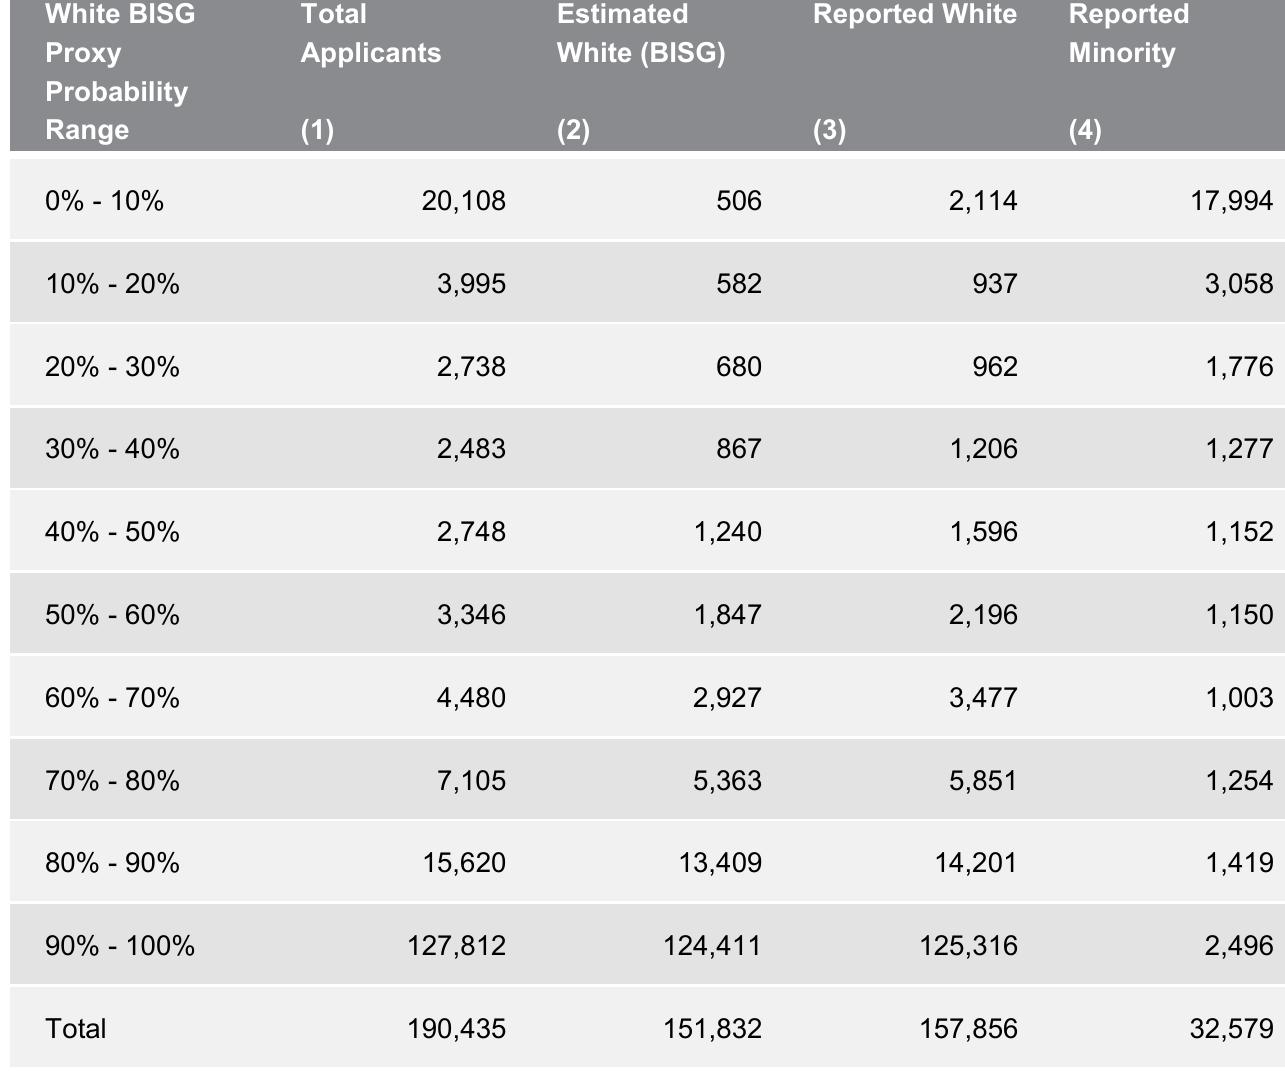 White BISG Proxy Probability Range
Total Applicants (1)
Estimated White (BISG) (2)
Reported White (3)
Reported Minority (4)
0% - 10% 20,108 506 2,114 17,994
10% - 20% 3,995 582 937 3,058
20% - 30% 2,738 680 962 1,776
30% - 40% 2,483 867 1,206 1,277
40% - 50% 2,748 1,240 1,596 1,152
50% - 60% 3,346 1,847 2,196 1,150
60% - 70% 4,480 2,927 3,477 1,003
70% - 80% 7,105 5,363 5,851 1,254
80% - 90% 15,620 13,409 14,201 1,419
90% - 100% 127,812 124,411 125,316 2,496
Total 190,435 151,832 157,856 32,579